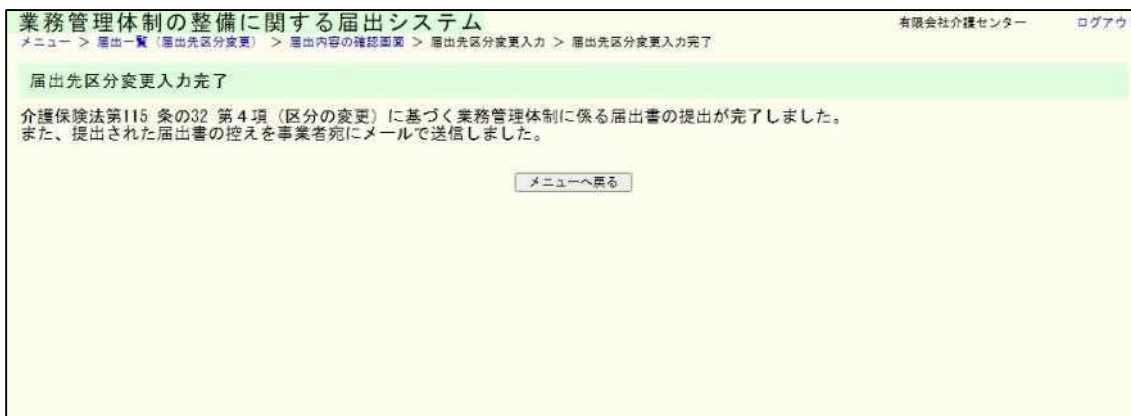 業務管理体制の整備に関する届出システム
有限会社介護センター ログアウ
メニュー > 届出一覧（届出先区分変更） > 届出内容の確認画面 > 届出先区分変更入力 > 届出先区分変更入力完了
届出先区分変更入力完了
介護保険法第115 条の32 第４項（区分の変更）に基づく業務管理体制に係る届出書の提出が完了しました。
また、提出された届出書の控えを事業者宛にメールで送信しました。
メニューへ戻る